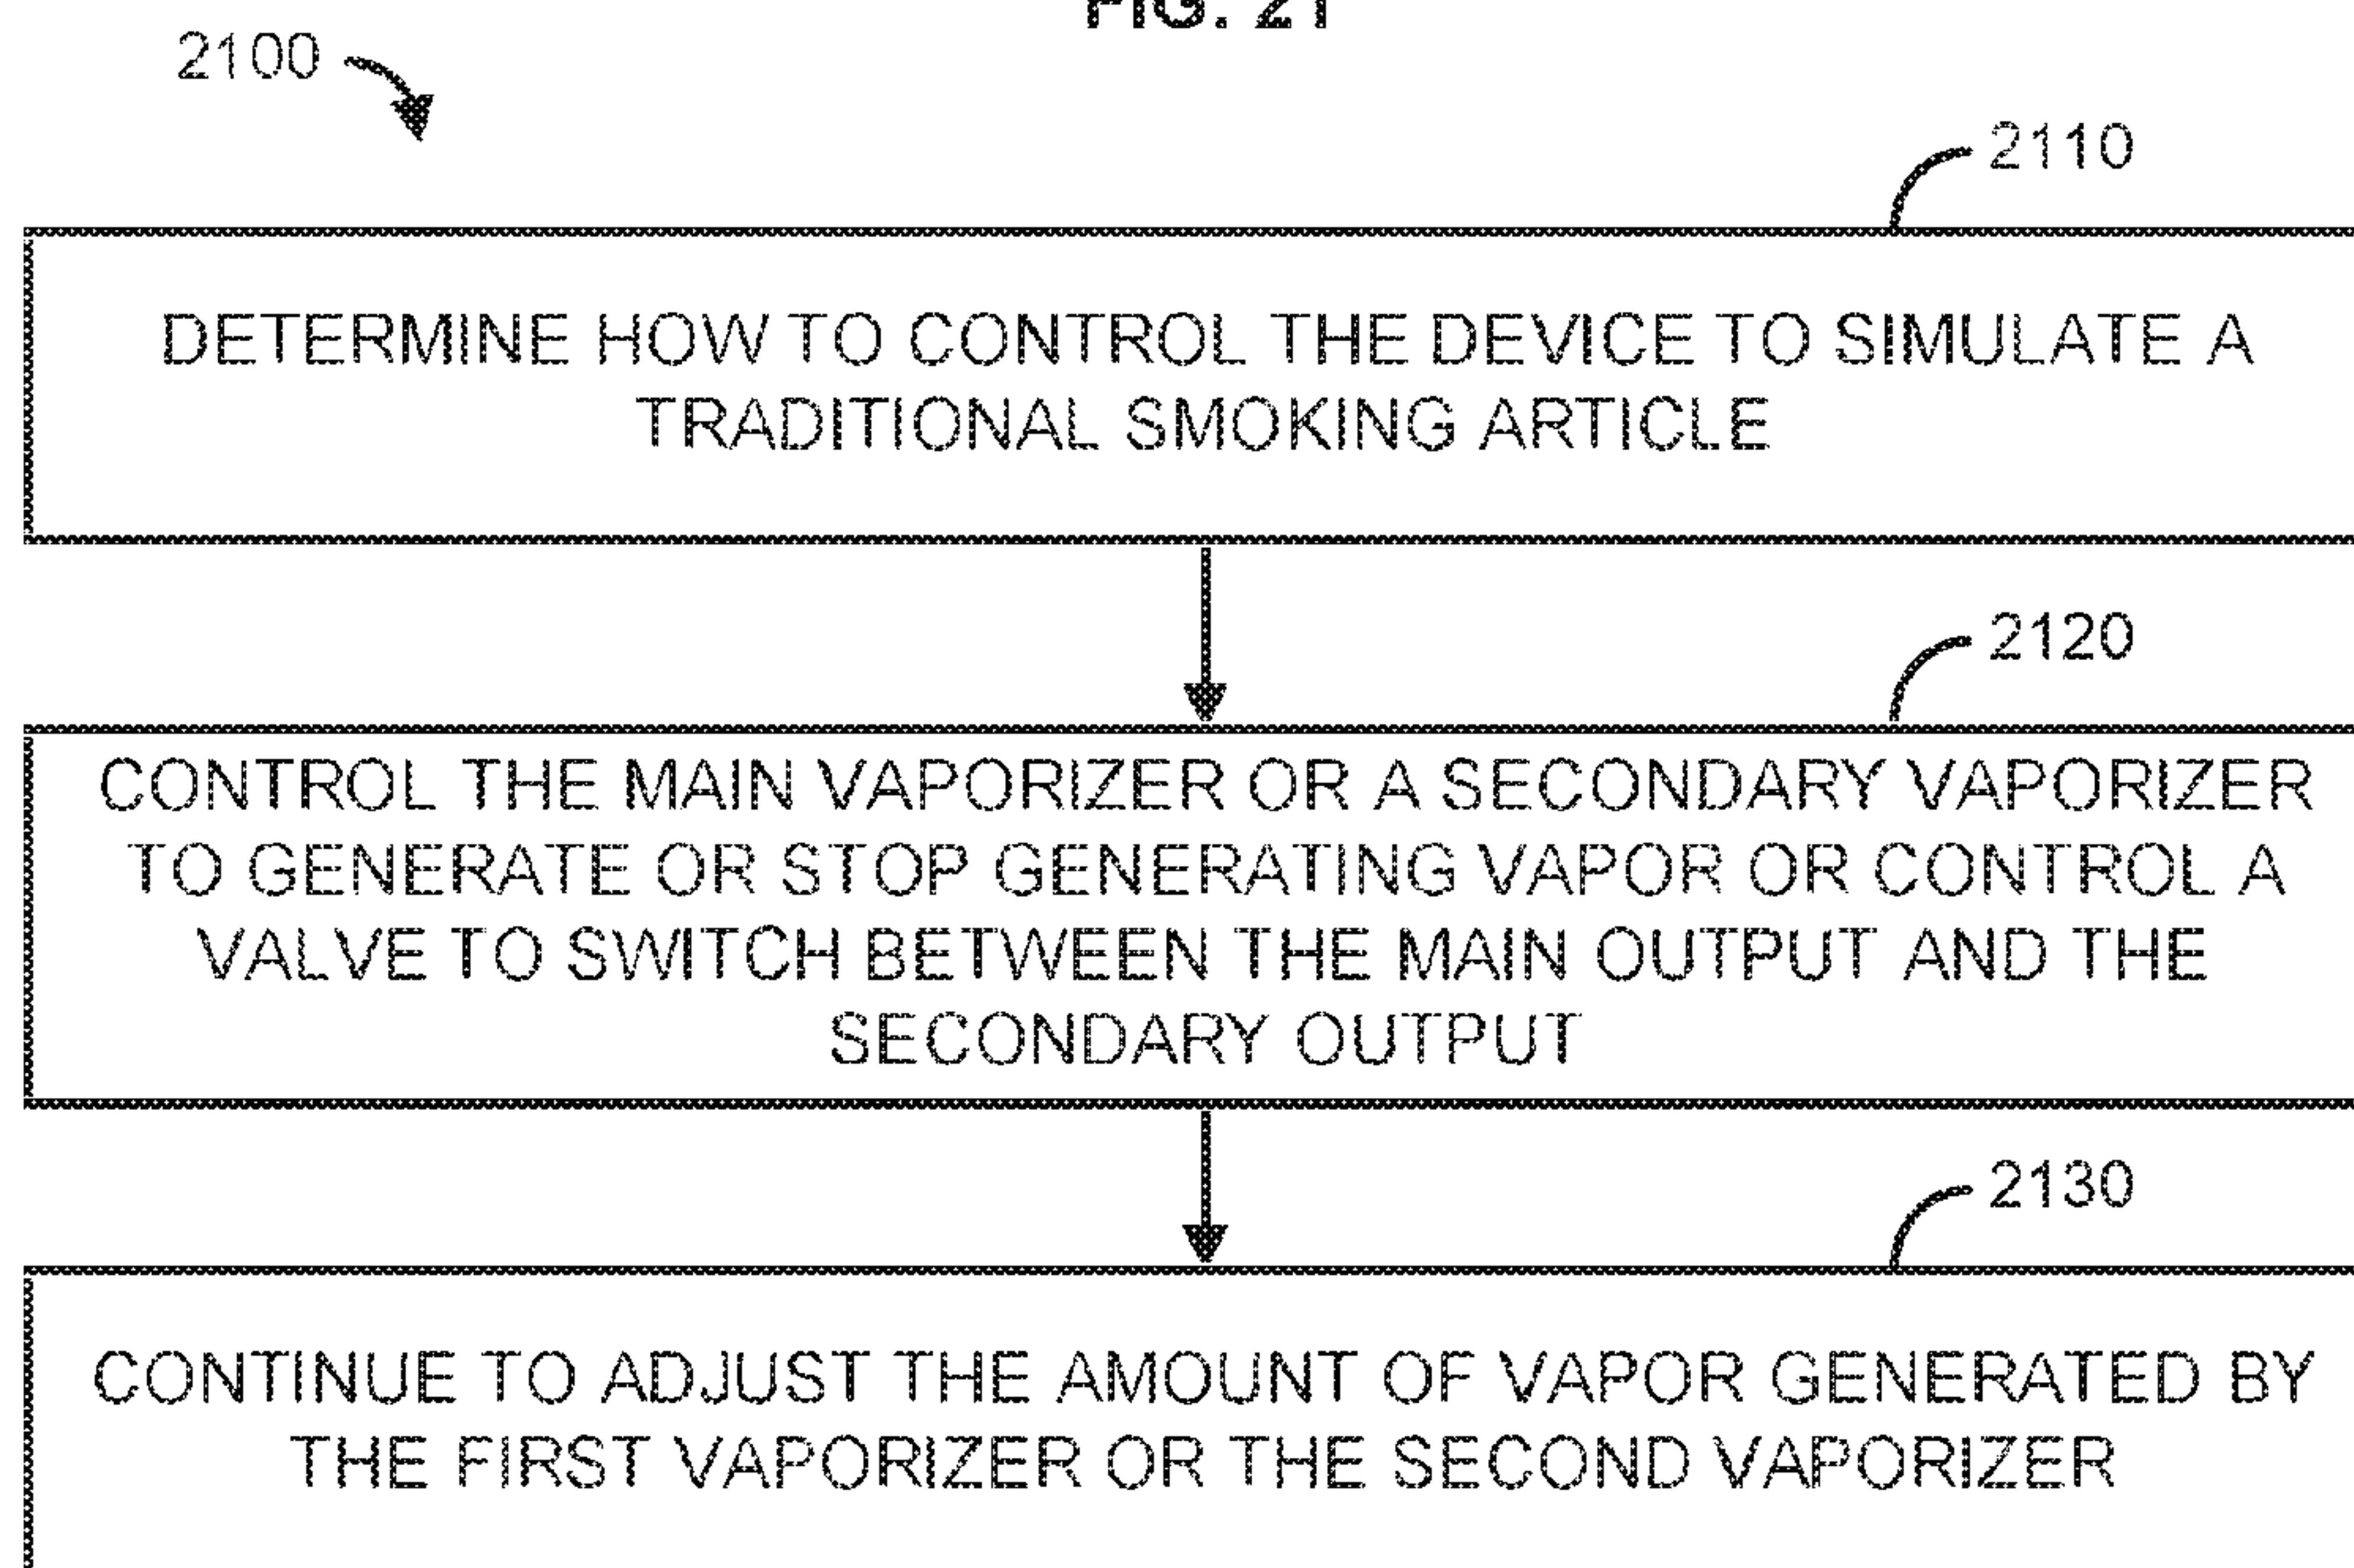 FIG. 21
2100
2110
DETERMINE HOW TO CONTROL THE DEVICE TO SIMULATE A
TRADITIONAL SMOKING ARTICLE
2120
CONTROL THE MAIN VAPORIZER OR A SECONDARY VAPORIZER
TO GENERATE OR STOP GENERATING VAPOR OR CONTROL A
VALVE TO SWITCH BETWEEN THE MAIN OUTPUT AND THE
SECONDARY OUTPUT
2130
CONTINUE TO ADJUST THE AMOUNT OF VAPOR GENERATED BY
THE FIRST VAPORIZER OR THE SECOND VAPORIZER